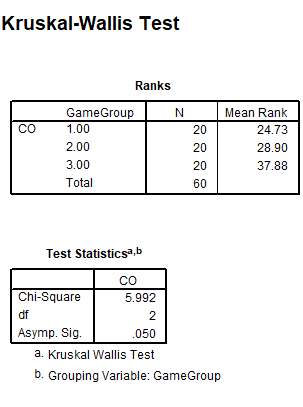 Kruskal-Wallis Test
Ranks
GameGroup N Mean Rank
CO 1.00 20 24.73
2.00 20 28.90
3.00 20 37.88
Total 60
Test Statisticsa,b
CO
Chi-Square 5.992
df 2
Asymp. Sig. .050
a. Kruskal Wallis Test
b. Grouping Variable: GameGroup